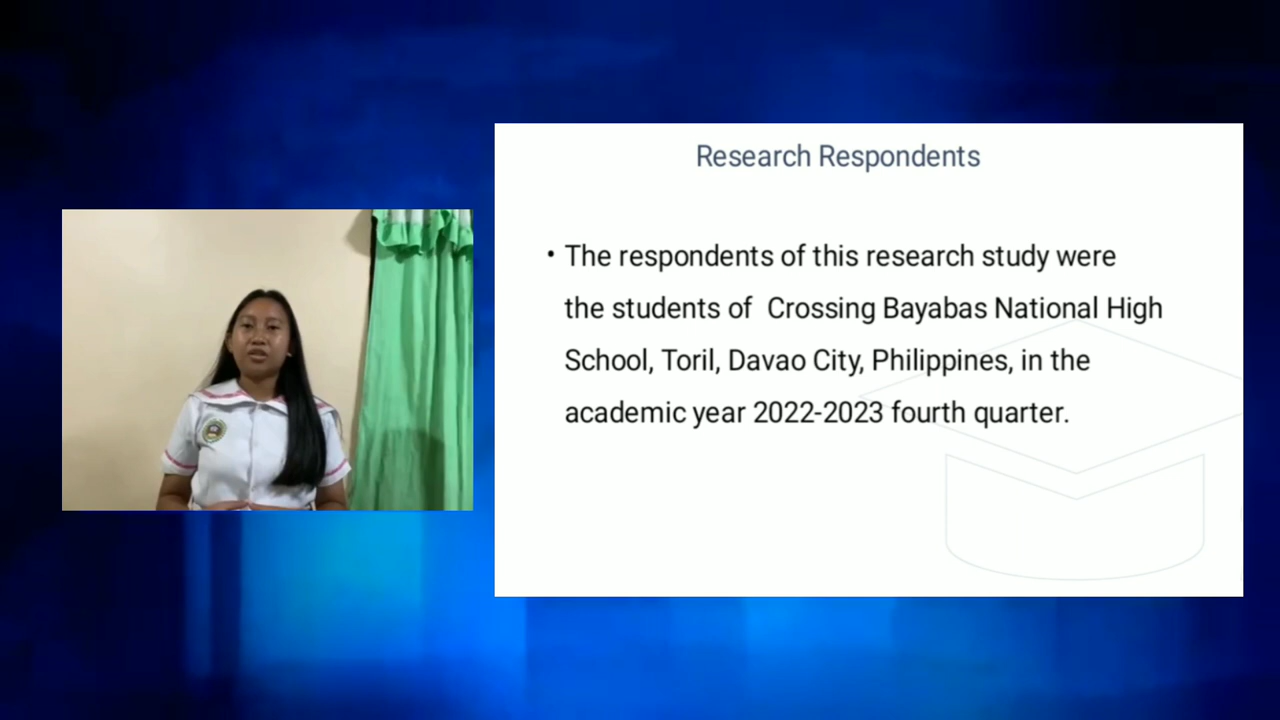 Research Respondents
• The respondents of this research study were
the students of Crossing Bayabas National High
School, Toril, Davao City, Philippines, in the
academic year 2022-2023 fourth quarter.